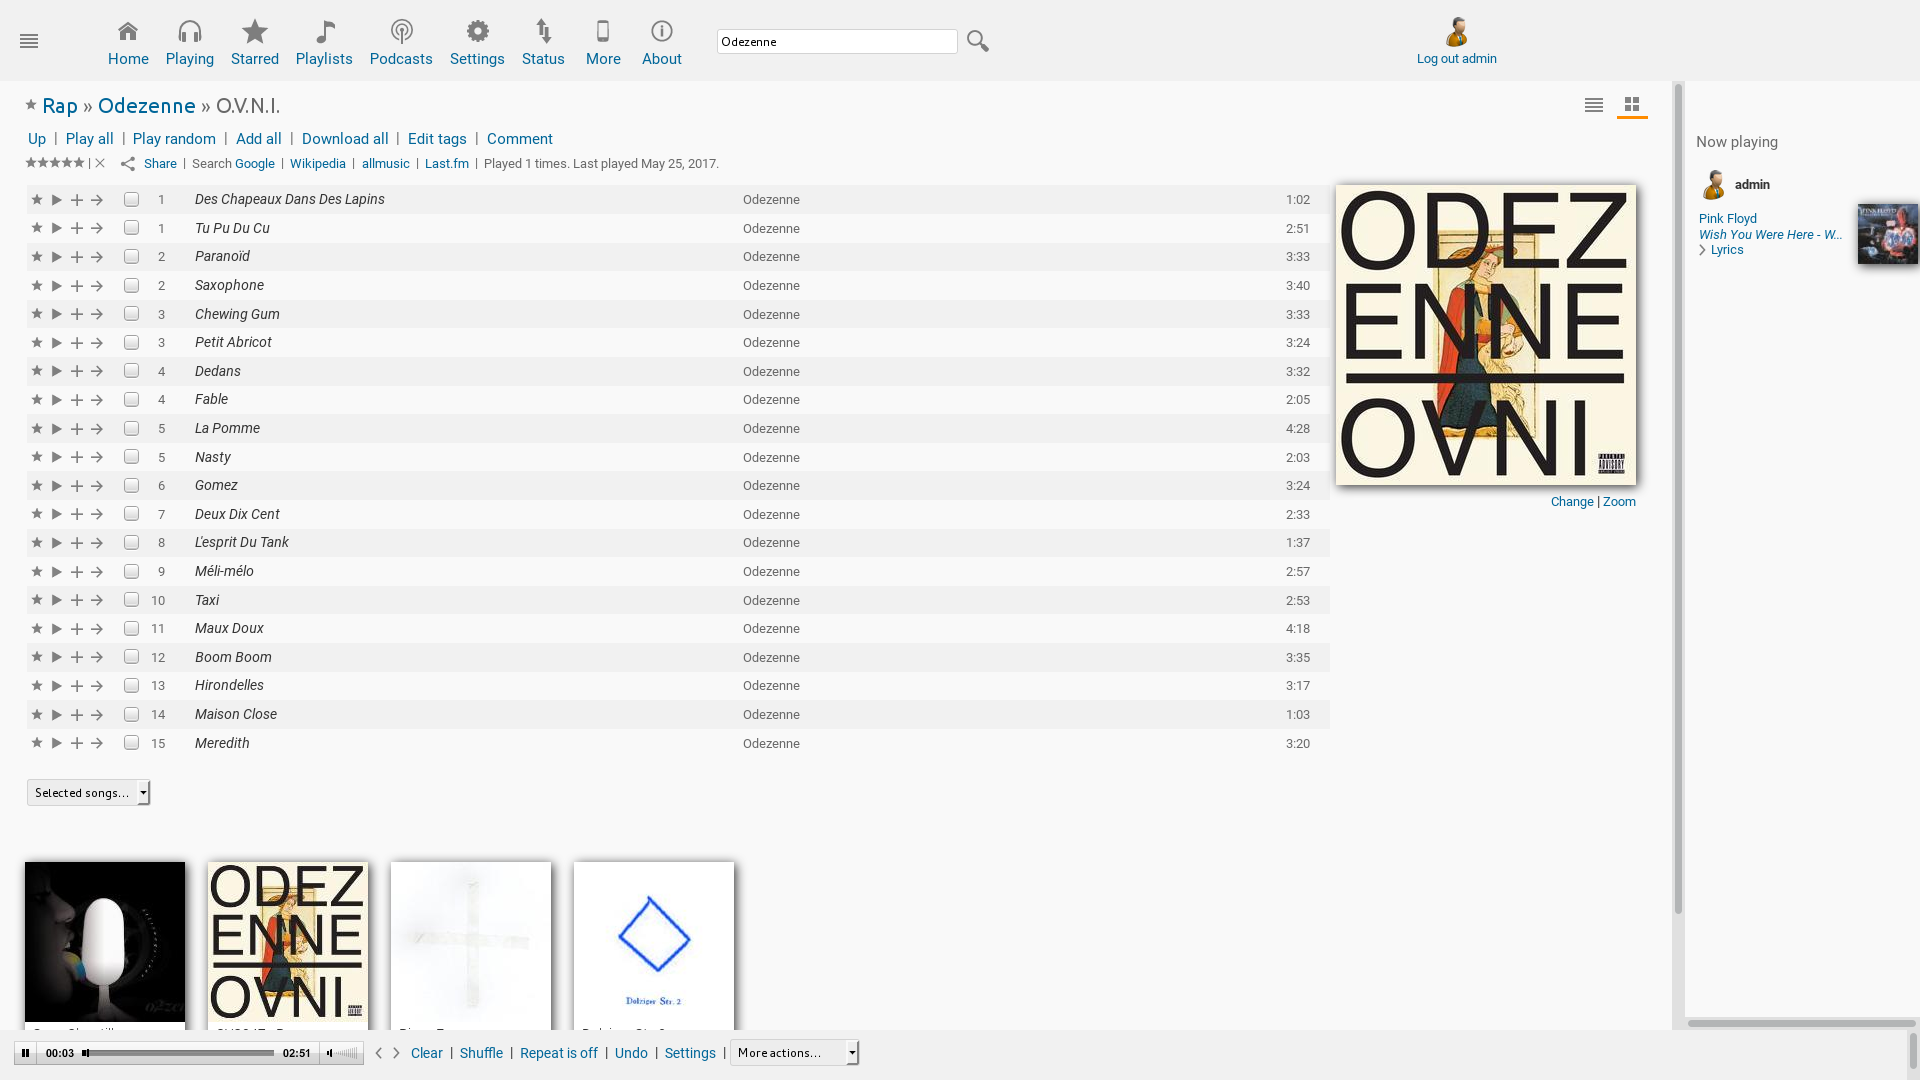 Home Playing Starred Playlists Podcasts Settings Status More About
Odezenne
Log out admin
Rap » Odezenne » O.V.N.I.
Up | Play all | Play random | Add all | Download all | Edit tags | Comment
| Share | Search Google | Wikipedia | allmusic | Last.fm | Played 1 times. Last played May 25, 2017.
1 Des Chapeaux Dans Des Lapins Odezenne 1:02
1 Tu Pu Du Cu Odezenne 2:51
2 Paranoïd Odezenne 3:33
2 Saxophone Odezenne 3:40
3 Chewing Gum Odezenne 3:33
3 Petit Abricot Odezenne 3:24
4 Dedans Odezenne 3:32
4 Fable Odezenne 2:05
5 La Pomme Odezenne 4:28
5 Nasty Odezenne 2:03
6 Gomez Odezenne 3:24
7 Deux Dix Cent Odezenne 2:33
8 L'esprit Du Tank Odezenne 1:37
9 Méli-mélo Odezenne 2:57
10 Taxi Odezenne 2:53
11 Maux Doux Odezenne 4:18
12 Boom Boom Odezenne 3:35
13 Hirondelles Odezenne 3:17
14 Maison Close Odezenne 1:03
15 Meredith Odezenne 3:20
Selected songs...
ODEZ
ENNE
OVNI
PARENTAL
ADVISORY
Change | Zoom
Now playing
admin
Pink Floyd
Wish You Were Here - W...
Lyrics
ODEZ
ENNE
OVNI
Dolziger Str. 2
00:03 02:51
Clear | Shuffle | Repeat is off | Undo | Settings | More actions...